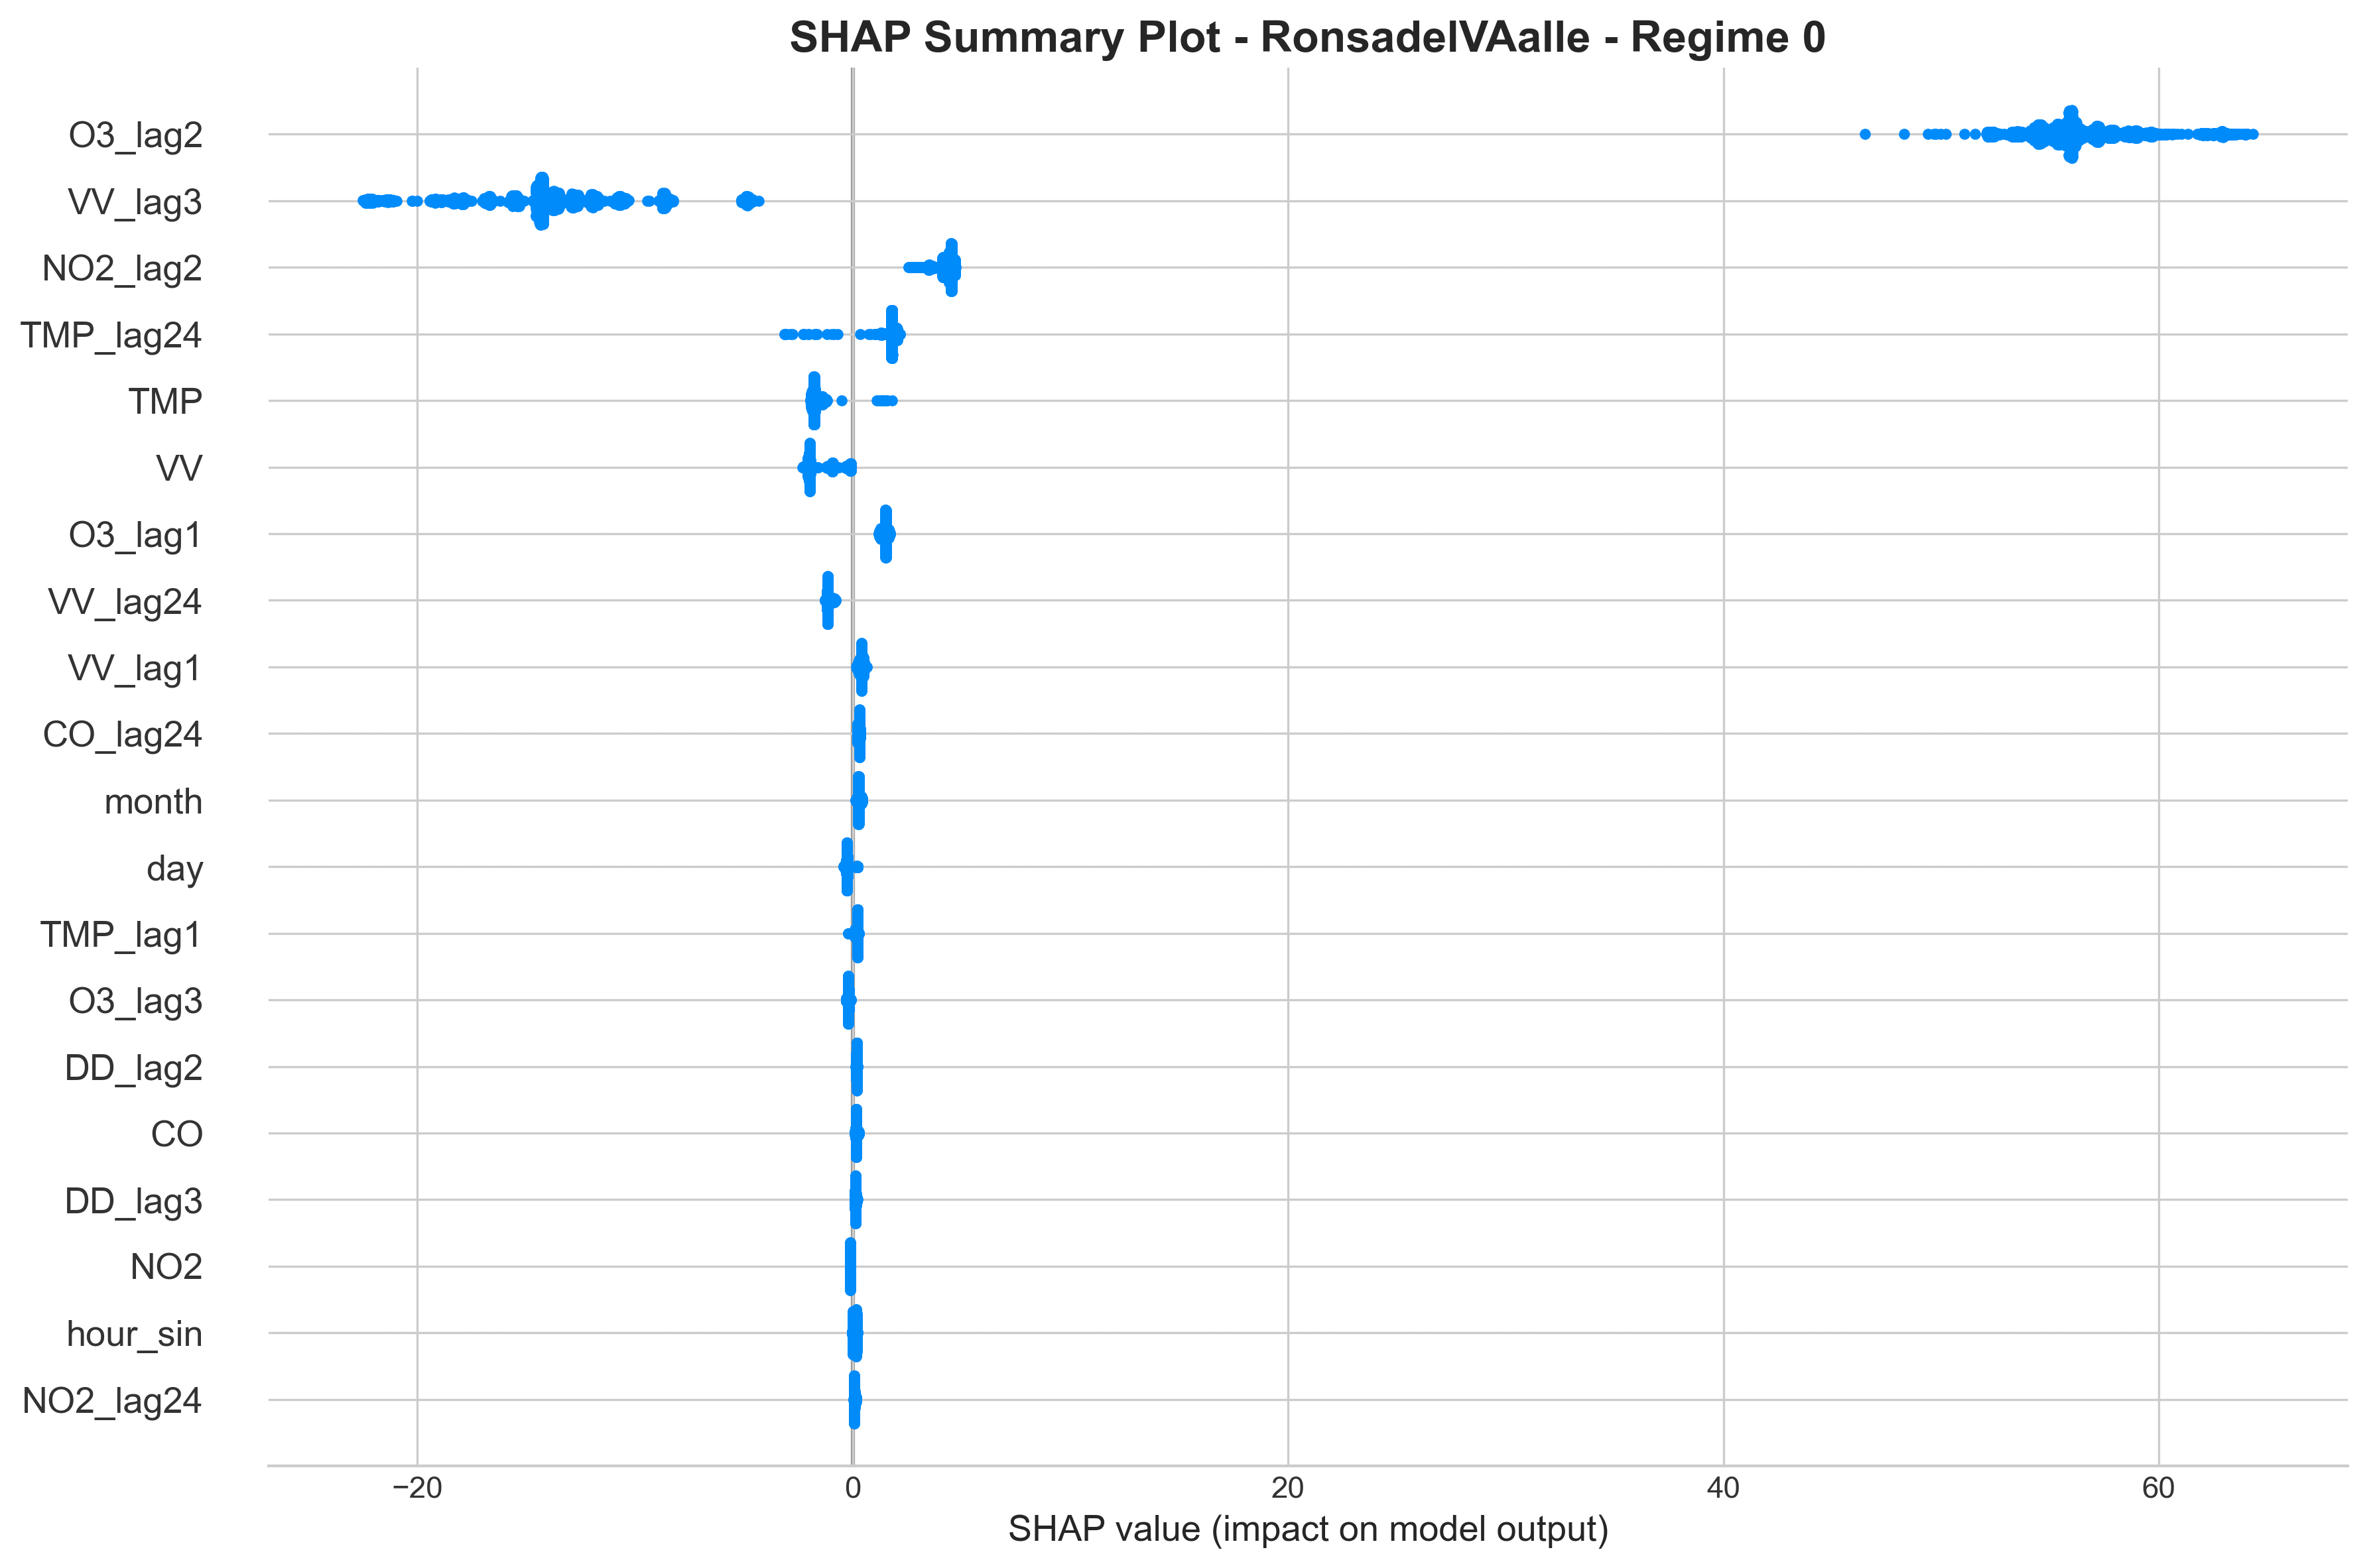 SHAP Summary Plot - RonsadelVAalle - Regime 0
O3_lag2
VV_lag3
NO2_lag2
TMP_lag24
TMP
VV
O3_lag1
VV_lag24
VV_lag1
CO_lag24
month
day
TMP_lag1
O3_lag3
DD_lag2
CO
DD_lag3
NO2
hour_sin
NO2_lag24
−20 0 20 40 60
SHAP value (impact on model output)